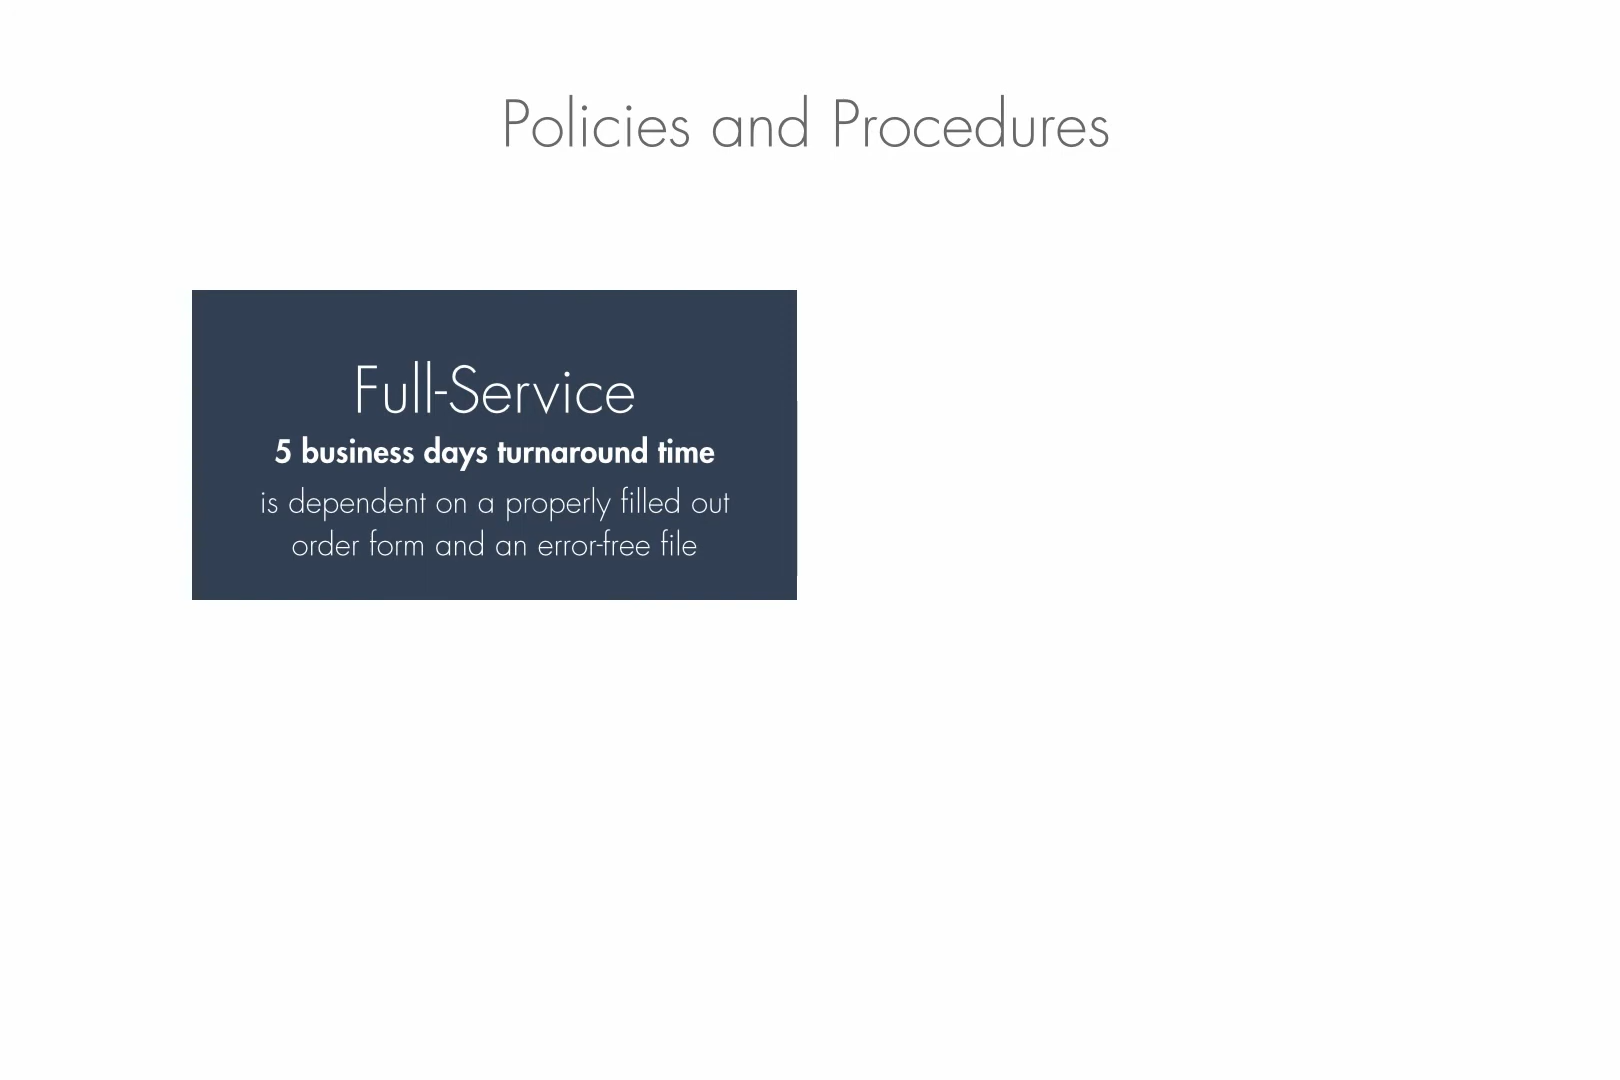 Policies and Procedures
Full-Service
5 business days turnaround time
is dependent on a properly filled out
order form and an error-free file